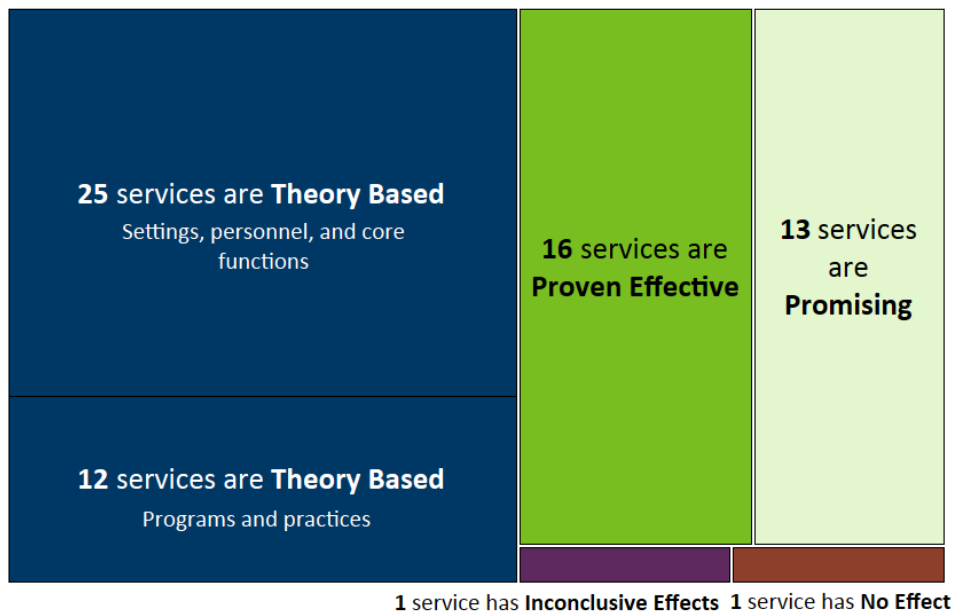 25 services are Theory Based
Settings, personnel, and core
functions
12 services are Theory Based
Programs and practices
16 services are
Proven Effective
13 services
are
Promising
1 service has Inconclusive Effects
1 service has No Effect